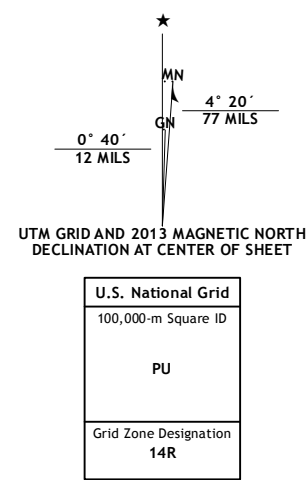 ★
MN
4° 20´
77 MILS
GN
0° 40´
12 MILS
UTM GRID AND 2013 MAGNETIC NORTH
DECLINATION AT CENTER OF SHEET
U.S. National Grid
100,000-m Square ID
PU
Grid Zone Designation
14R